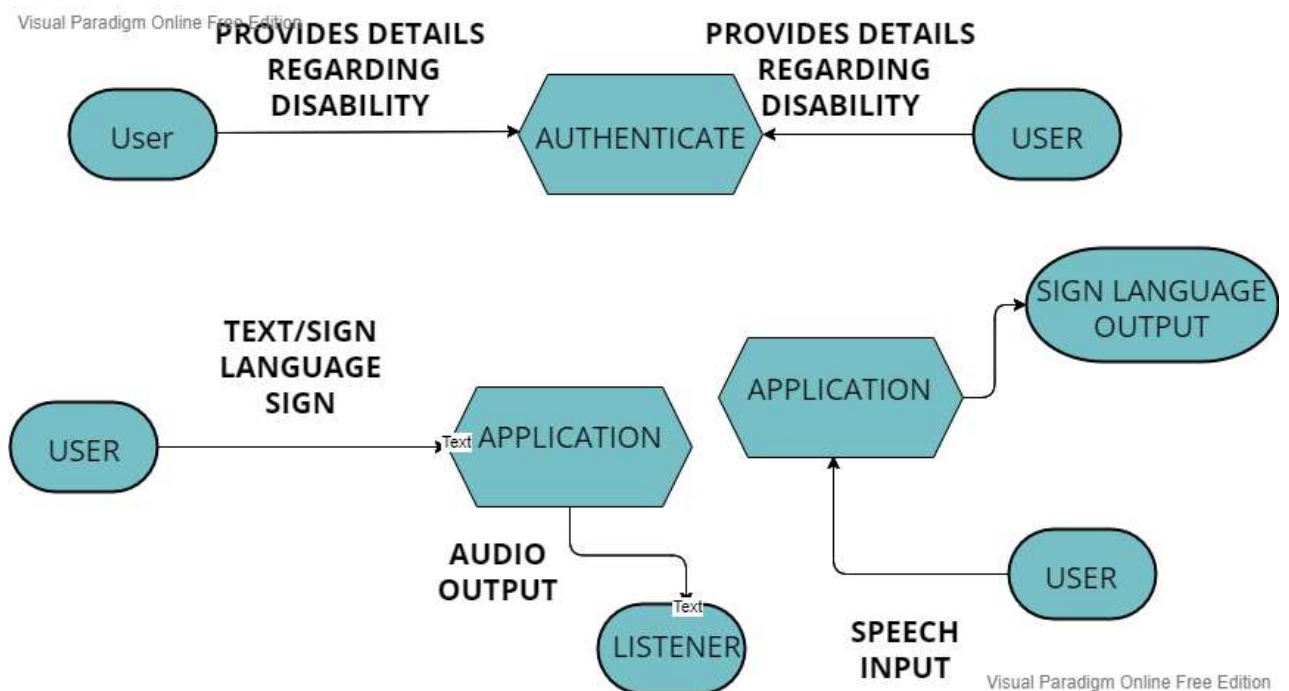 Visual Paradigm Online Free Edition
PROVIDES DETAILS
REGARDING
DISABILITY
PROVIDES DETAILS
REGARDING
DISABILITY
User
AUTHENTICATE
USER
SIGN LANGUAGE
OUTPUT
TEXT/SIGN
LANGUAGE
SIGN
APPLICATION
USER
Text
APPLICATION
AUDIO
OUTPUT
USER
Text
LISTENER
SPEECH
INPUT
Visual Paradigm Online Free Edition